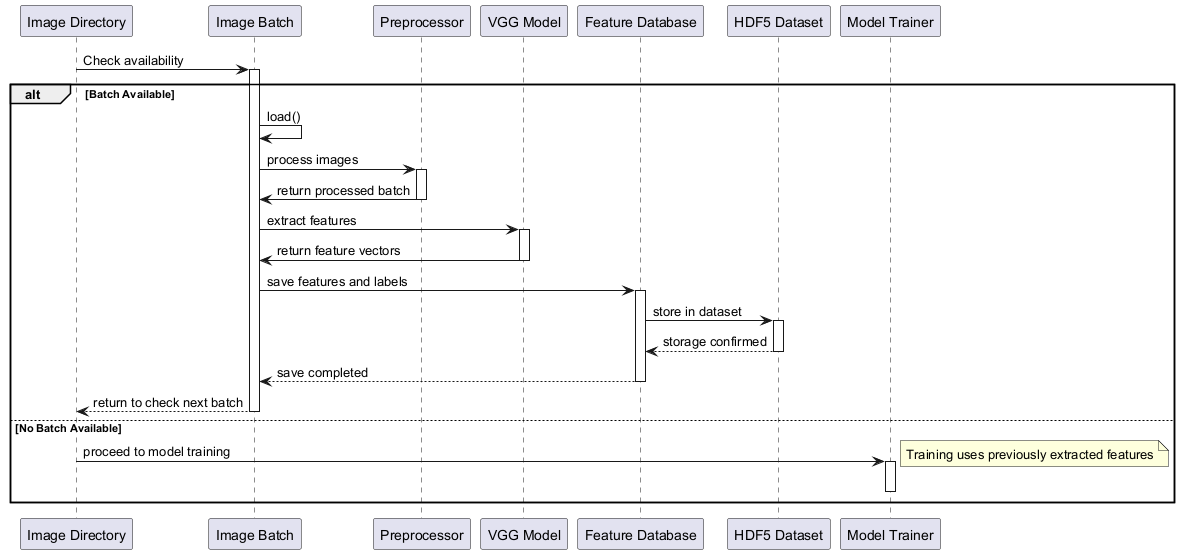 Image Directory Image Batch Preprocessor VGG Model Feature Database HDF5 Dataset Model Trainer
Check availability
alt [Batch Available]
load()
process images
return processed batch
extract features
return feature vectors
save features and labels
store in dataset
storage confirmed
save completed
return to check next batch
[No Batch Available]
proceed to model training
Training uses previously extracted features
Image Directory Image Batch Preprocessor VGG Model Feature Database HDF5 Dataset Model Trainer